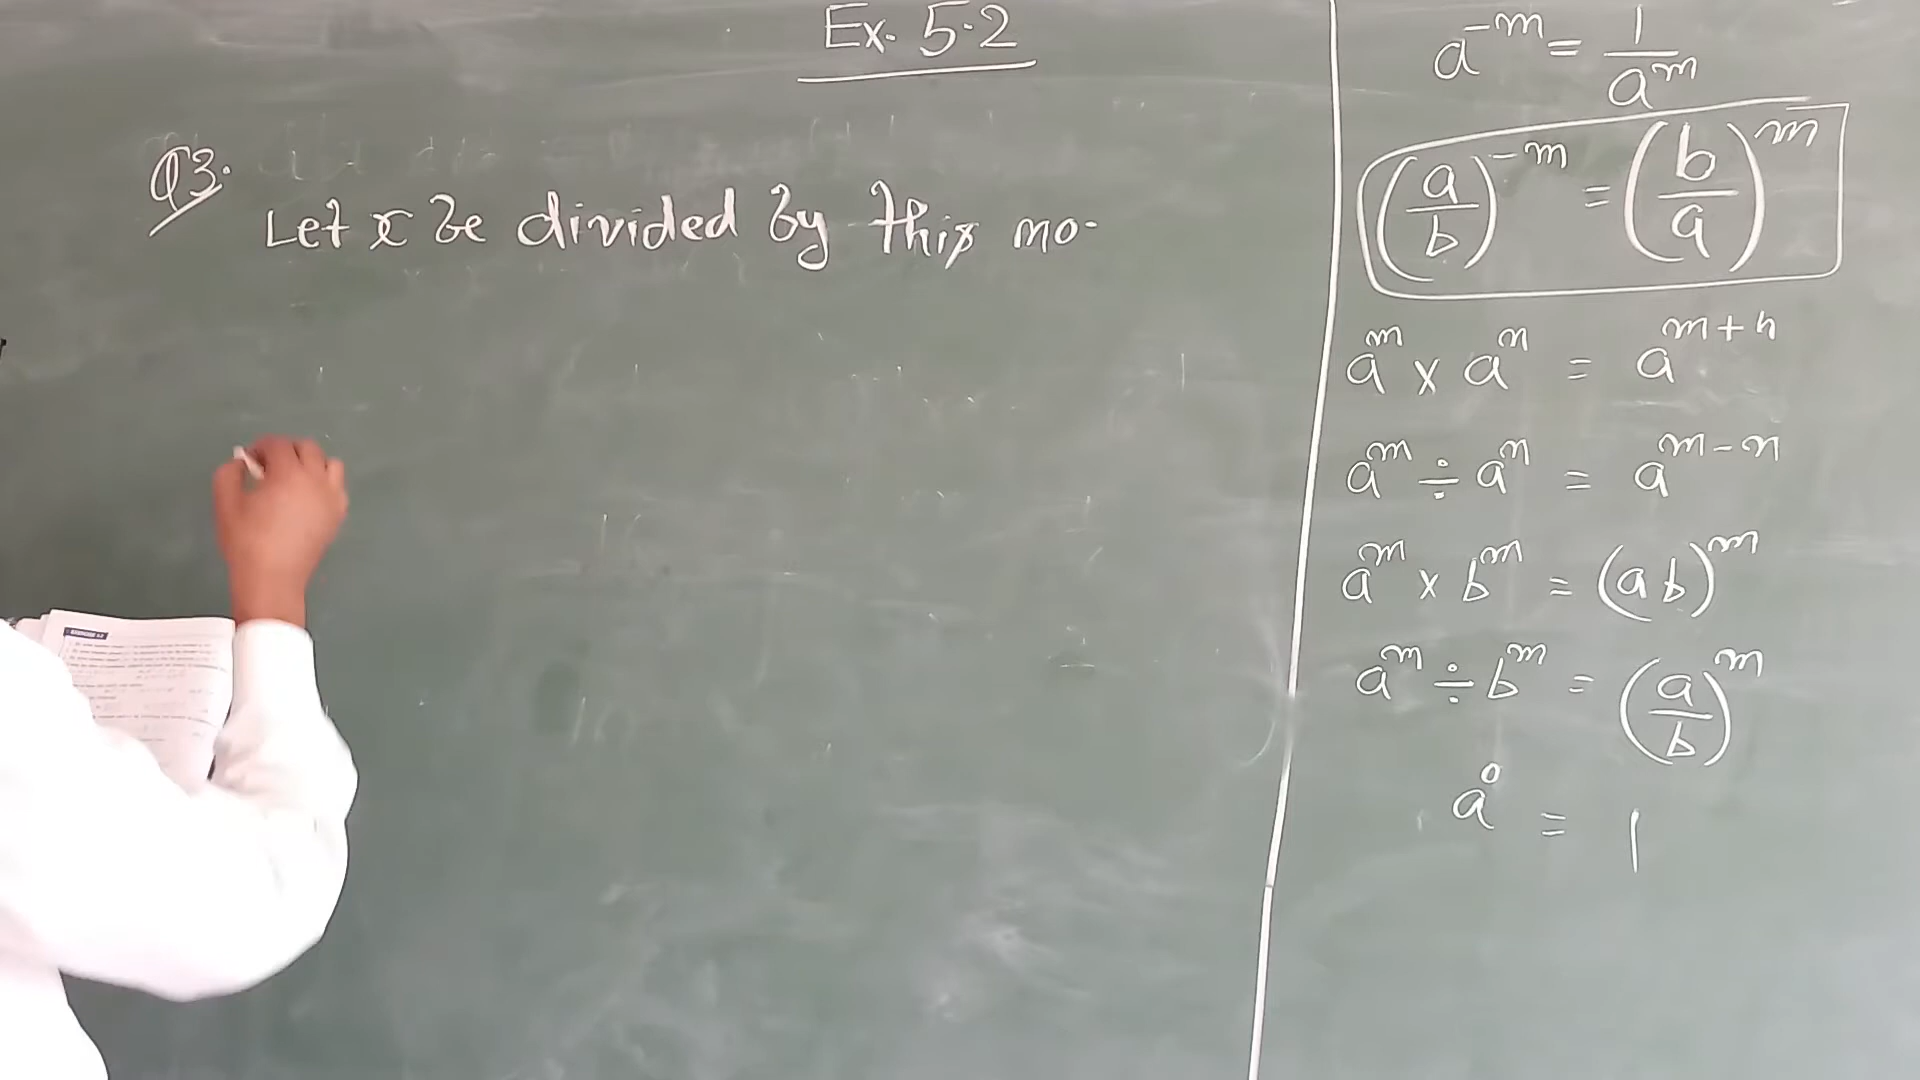 Ex. 5.2
Q3.
Let x be divided by this no.
a^-m = 1/a^m
(a/b)^-m = (b/a)^m
a^m × a^n = a^m+n
a^m ÷ a^n = a^m-n
a^m × b^m = (ab)^m
a^m ÷ b^m = (a/b)^m
a^0 = 1